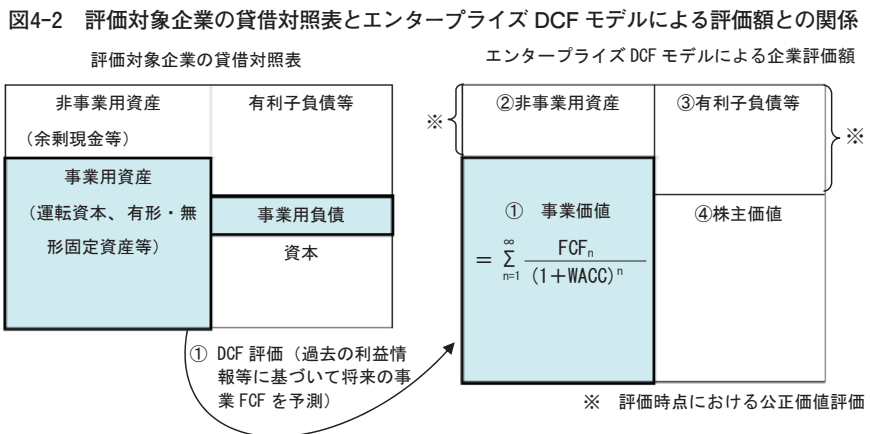 図4-2 評価対象企業の貸借対照表とエンタープライズ DCF モデルによる評価額との関係
評価対象企業の貸借対照表
非事業用資産
(余剰現金等)
有利子負債等
事業用資産
(運転資本、有形・無
形固定資産等)
事業用負債
資本
① DCF 評価(過去の利益情
報等に基づいて将来の事
業 FCF を予測)
エンタープライズ DCF モデルによる企業評価額
※
②非事業用資産
③有利子負債等
※
① 事業価値
= ∞Σn=1 FCFn/(1+WACC)^n
④株主価値
※ 評価時点における公正価値評価